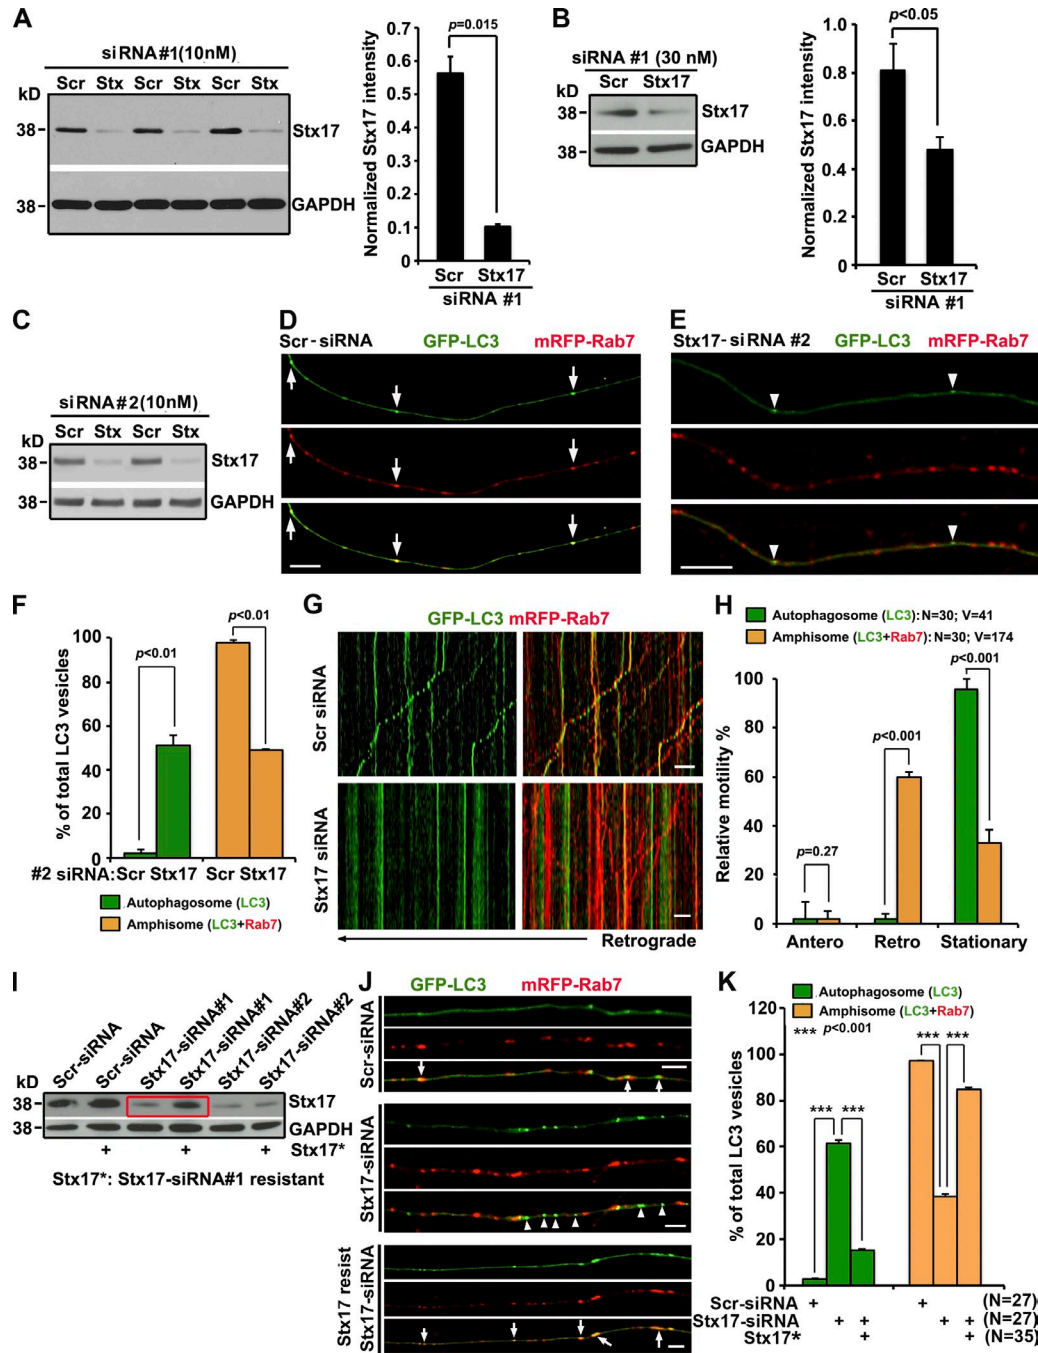 A
siRNA#1(10nM)
Scr Stx Scr Stx Scr Stx
kD
38
Stx17
38
GAPDH
Normalized Stx17 intensity
0.7
0.6
0.5
0.4
0.3
0.2
0.1
0
p=0.015
Scr Stx17
siRNA #1
B
siRNA #1 (30 nM)
Scr Stx17
kD
38
Stx17
38
GAPDH
Normalized Stx17 intensity
1.0
0.8
0.6
0.4
0.2
0
p<0.05
Scr Stx17
siRNA #1
C
siRNA#2(10nM)
Scr Stx Scr Stx
kD
38
Stx17
38
GAPDH
D
Scr-siRNA GFP-LC3 mRFP-Rab7
E
Stx17-siRNA #2 GFP-LC3 mRFP-Rab7
F
% of total LC3 vesicles
100
80
60
40
20
0
p<0.01
p<0.01
#2 siRNA: Scr Stx17 Scr Stx17
Autophagosome (LC3)
Amphisome (LC3+Rab7)
G
GFP-LC3 mRFP-Rab7
Scr siRNA
Stx17 siRNA
Retrograde
H
Autophagosome (LC3): N=30; V=41
Amphisome (LC3+Rab7): N=30; V=174
Relative motility %
100
80
60
40
20
0
p=0.27
p<0.001
p<0.001
Antero Retro Stationary
I
Scr-siRNA
Scr-siRNA
Stx17-siRNA#1
Stx17-siRNA#1
Stx17-siRNA#2
Stx17-siRNA#2
kD
38
Stx17
38
GAPDH
+ + + Stx17*
Stx17*: Stx17-siRNA#1 resistant
J
GFP-LC3 mRFP-Rab7
Scr-siRNA
Stx17-siRNA
Stx17 resist
Stx17-siRNA
K
Autophagosome (LC3)
Amphisome (LC3+Rab7)
% of total LC3 vesicles
120
100
80
60
40
20
0
*** p<0.001
*** ***
*** ***
Scr-siRNA + + (N=27)
Stx17-siRNA + + + + (N=27)
Stx17* + + (N=35)